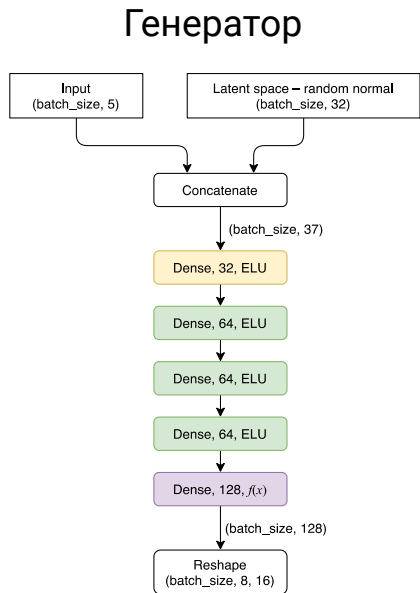 Генератор
Input
(batch_size, 5)
Latent space – random normal
(batch_size, 32)
Concatenate
(batch_size, 37)
Dense, 32, ELU
Dense, 64, ELU
Dense, 64, ELU
Dense, 64, ELU
Dense, 128, f(x)
(batch_size, 128)
Reshape
(batch_size, 8, 16)